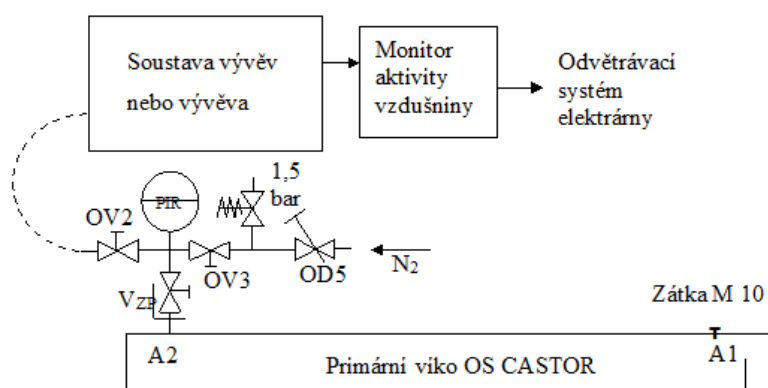 Soustava vývěv
nebo vývěva
Monitor
aktivity
vzdušniny
Odvětrávací
systém
elektrárny
1,5
bar
PIR
OV2
OV3
OD5
N₂
VZP
Zátka M 10
A2
A1
Primární víko OS CASTOR